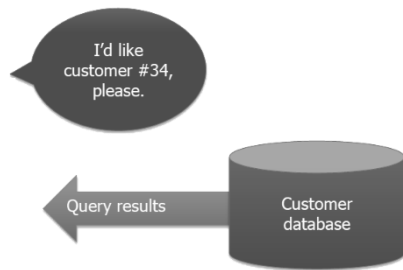 I'd like
customer #34,
please.
Query results
Customer
database